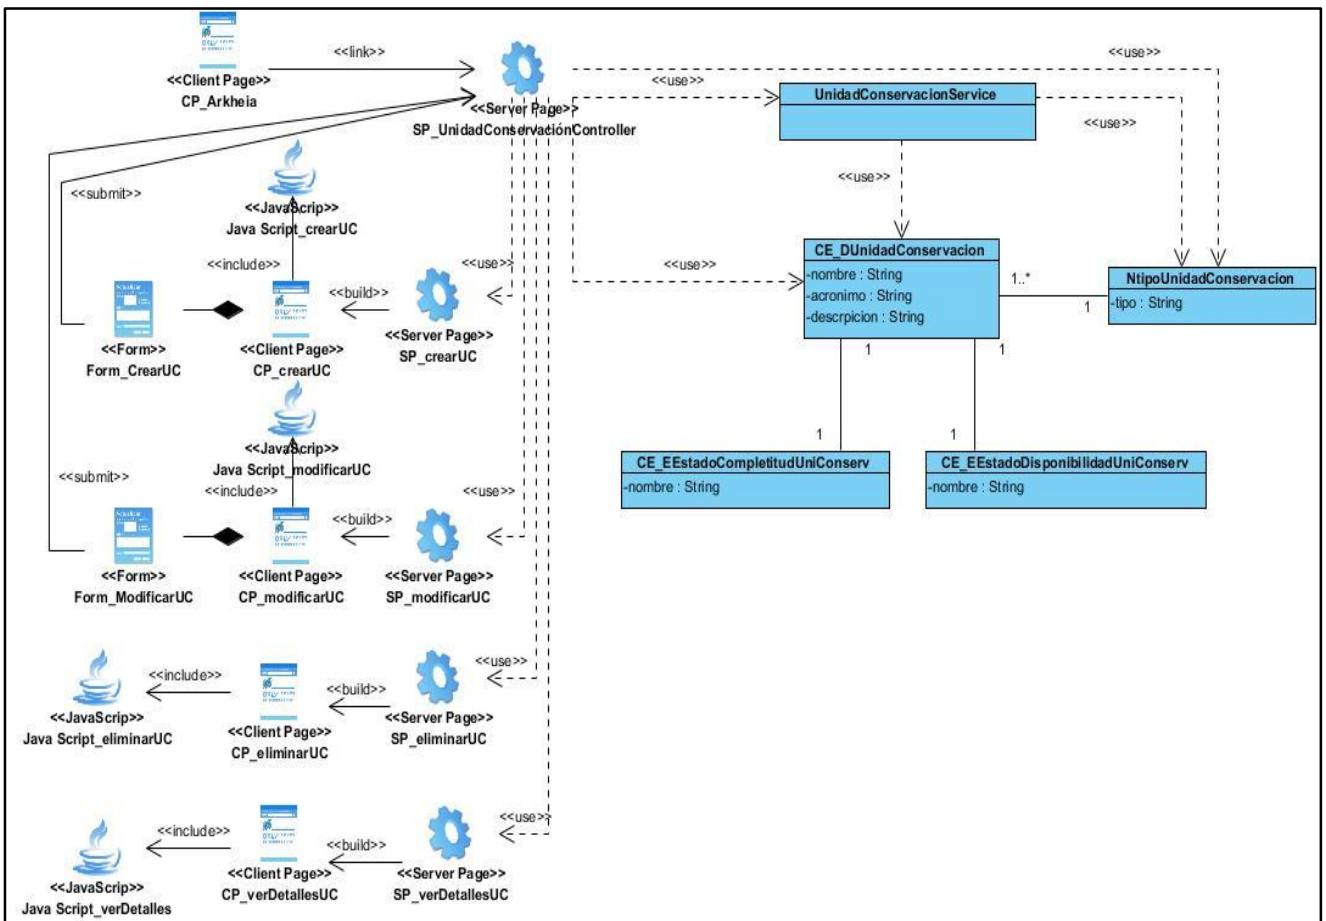 <<link>>
<<use>>
<<Client Page>>
CP_Arkheia
<<use>>
UnidadConservacionService
<<Server Page>>
SP_UnidadConservaciónController
<<use>>
<<submit>>
<<JavaScrip>>
Java Script_crearUC
<<use>>
<<include>>
<<use>>
<<use>>
CE_DUnidadConservacion
-nombre : String
-acronimo : String
-descrpicion : String
1..*
1
NtipoUnidadConservacion
-tipo : String
<<build>>
<<Form>>
Form_CrearUC
<<Client Page>>
CP_crearUC
<<Server Page>>
SP_crearUC
1
1
1
1
<<JavaScrip>>
Java Script_modificarUC
CE_EEstadoCompletitudUniConserv
-nombre : String
CE_EEstadoDisponibilidadUniConserv
-nombre : String
<<submit>>
<<include>>
<<use>>
<<build>>
<<Form>>
Form_ModificarUC
<<Client Page>>
CP_modificarUC
<<Server Page>>
SP_modificarUC
<<use>>
<<include>>
<<build>>
<<JavaScrip>>
Java Script_eliminarUC
<<Client Page>>
CP_eliminarUC
<<Server Page>>
SP_eliminarUC
<<use>>
<<include>>
<<build>>
<<JavaScrip>>
Java Script_verDetalles
<<Client Page>>
CP_verDetallesUC
<<Server Page>>
SP_verDetallesUC